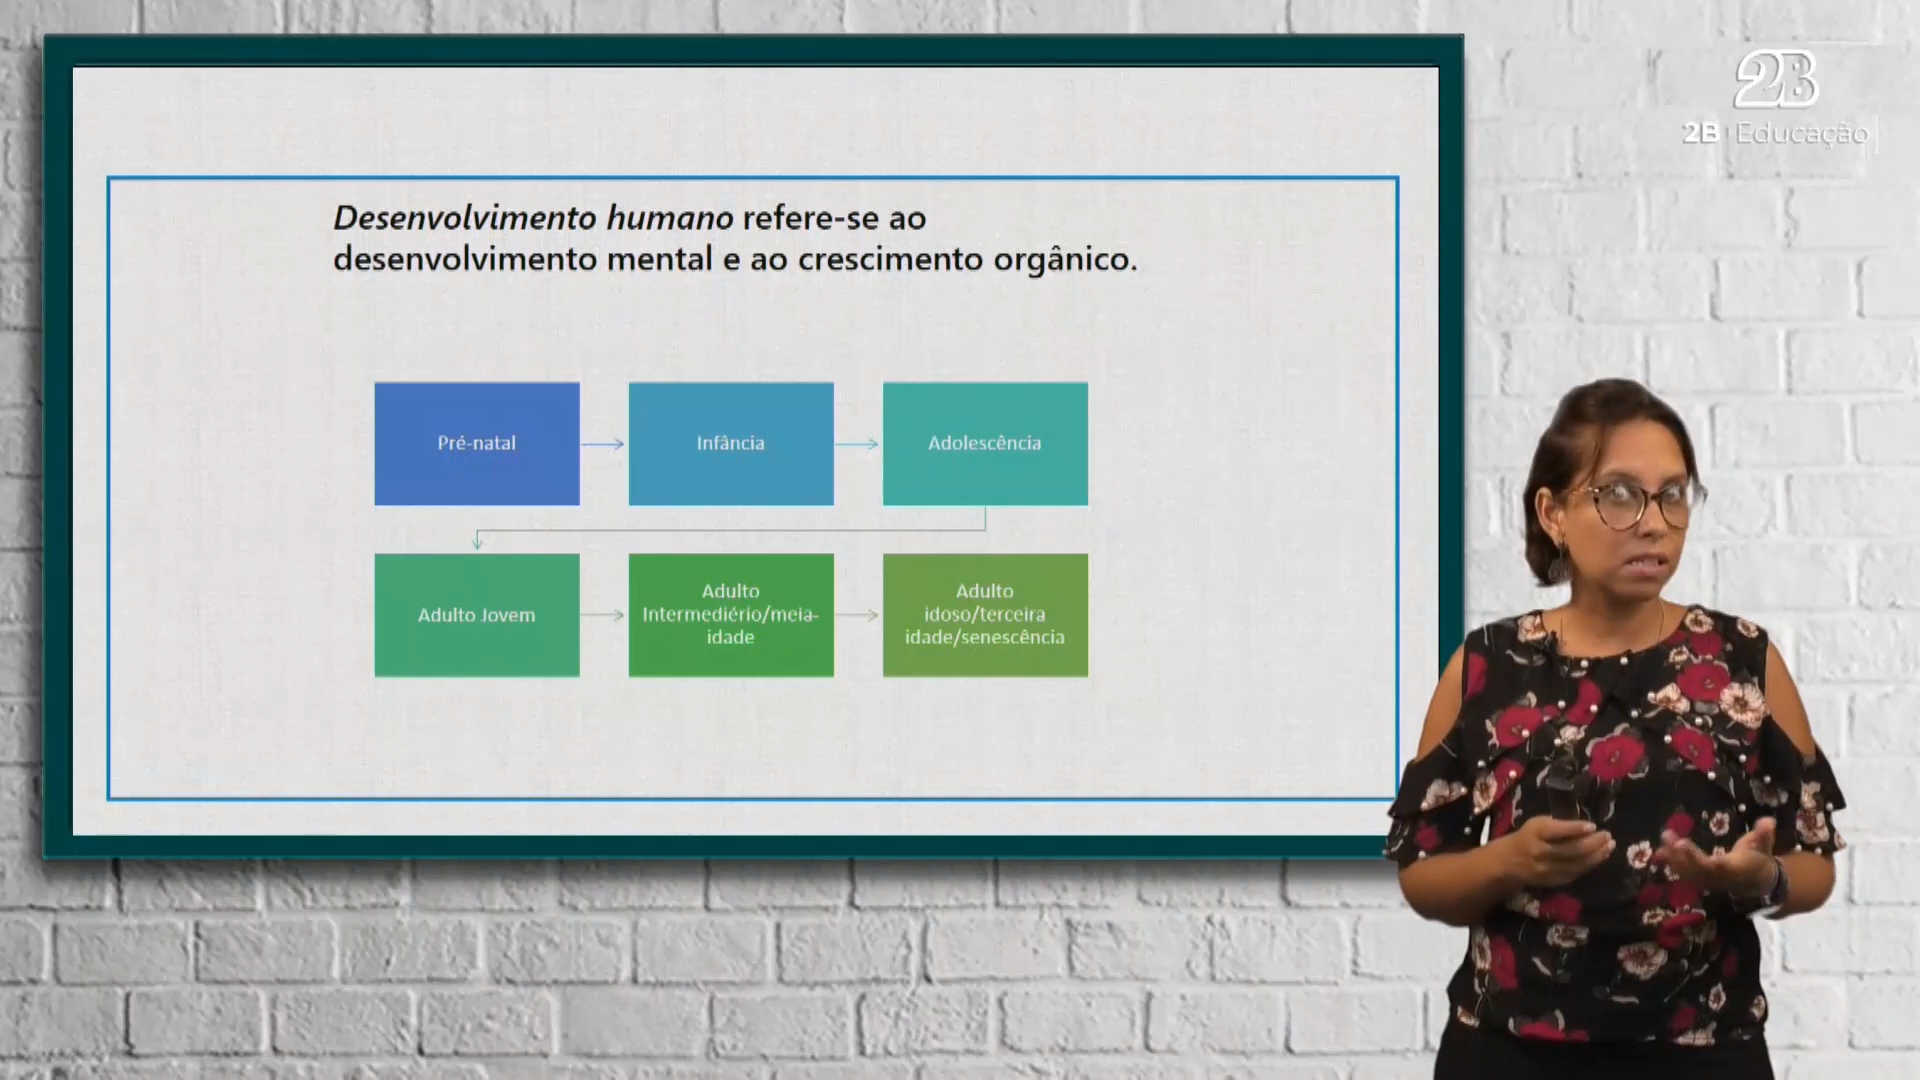 2B
2B Educação
Desenvolvimento humano refere-se ao
desenvolvimento mental e ao crescimento orgânico.
Pré-natal
Infância
Adolescência
Adulto Jovem
Adulto
Intermediério/meia-
idade
Adulto
idoso/terceira
idade/senescência